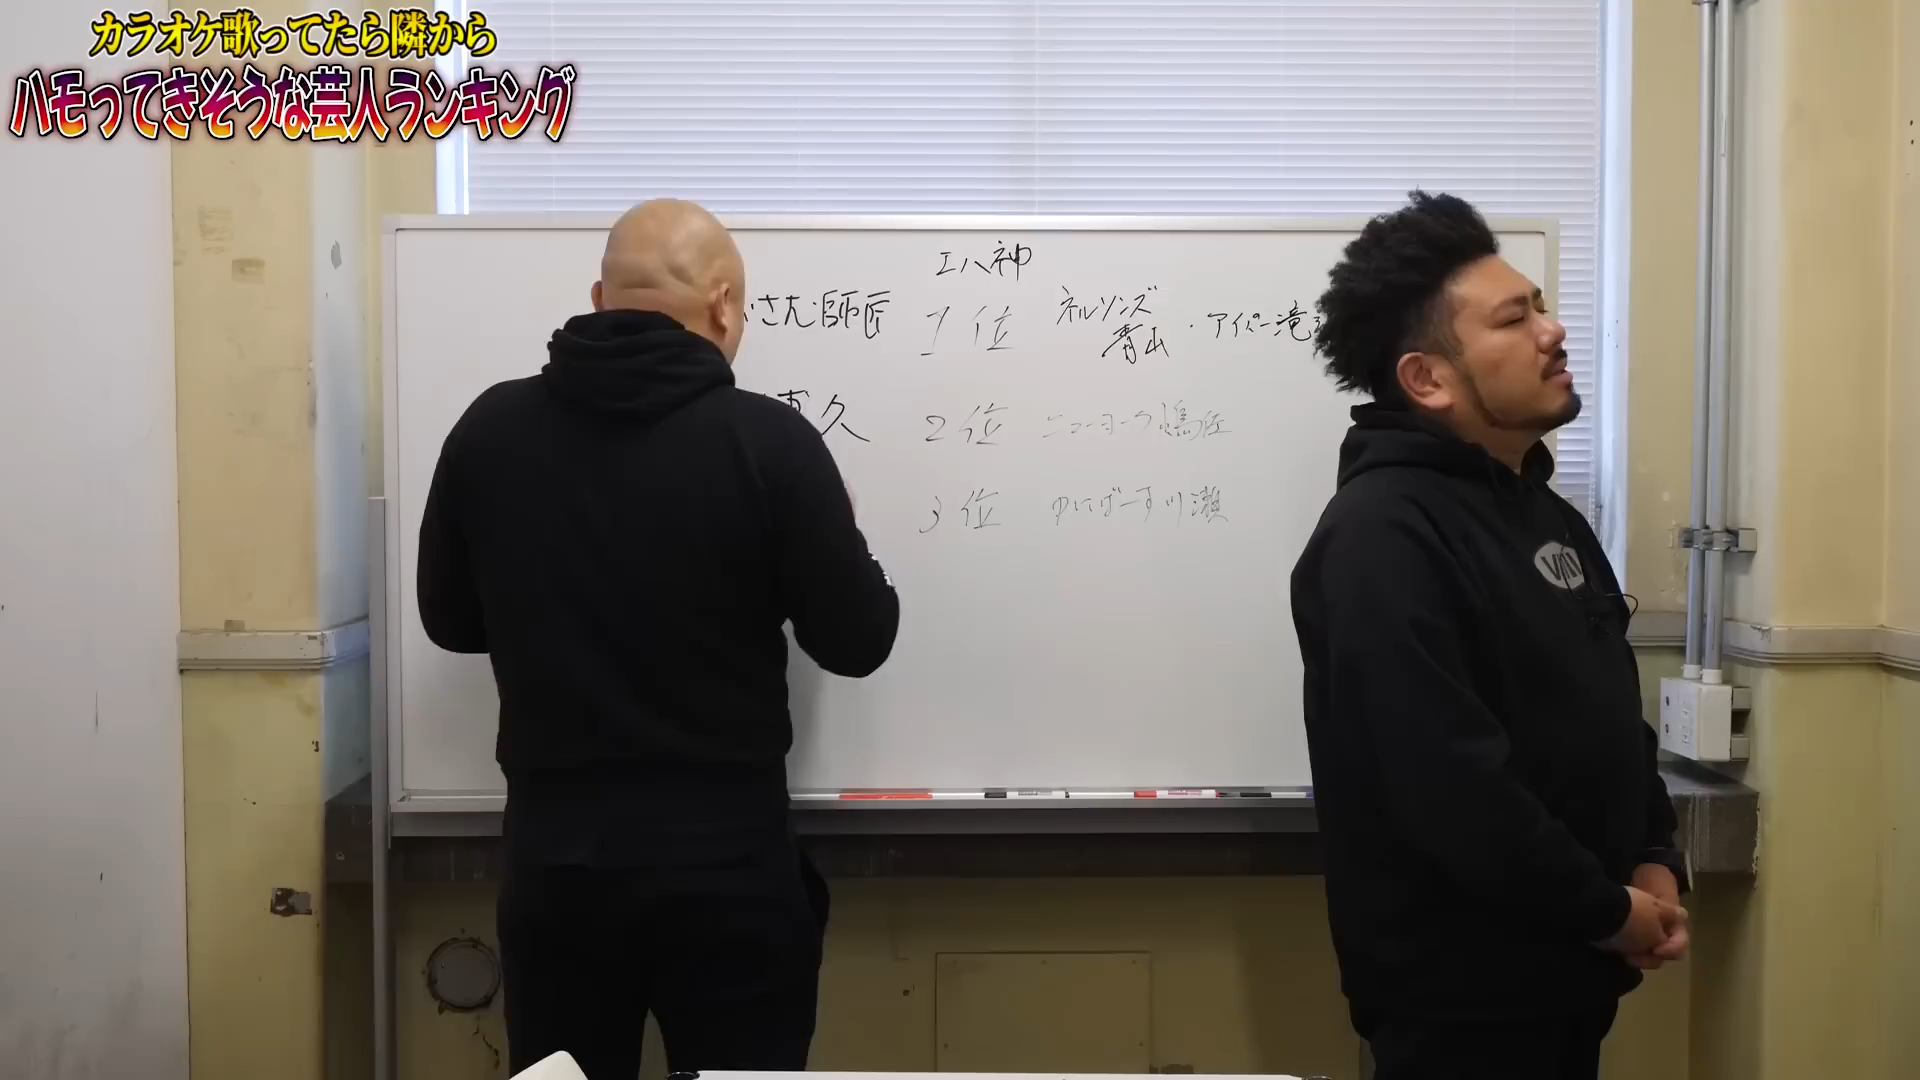 カラオケ歌ってたら隣から
ハモってきそうな芸人ランキング
エハ神
さん師匠 1位 ネルソンズ
青山 ・アイパー滝沢
久 2位 ニューヨーク嶋佐
3位 ゆにばーす川瀬